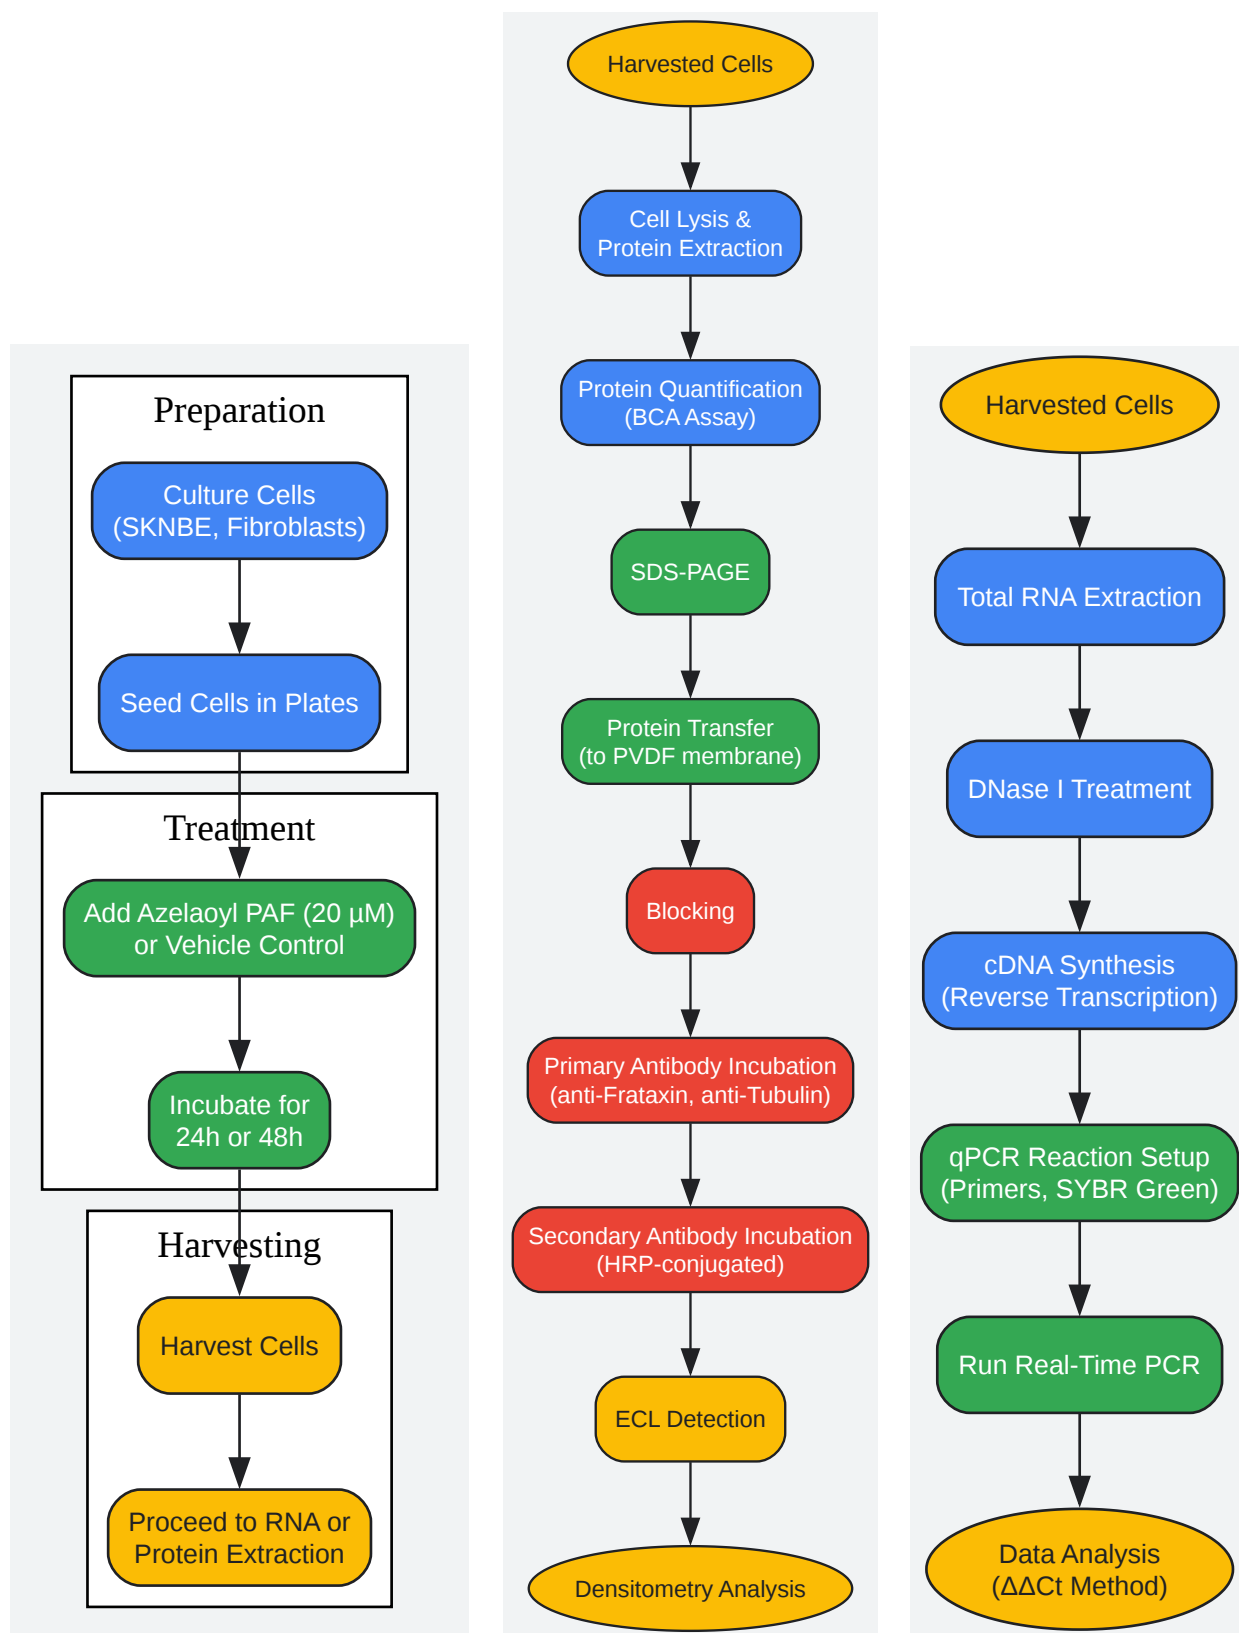 Preparation
Culture Cells
(SKNBE, Fibroblasts)
Seed Cells in Plates
Treatment
Add Azelaoyl PAF (20 µM)
or Vehicle Control
Incubate for
24h or 48h
Harvesting
Harvest Cells
Proceed to RNA or
Protein Extraction
Harvested Cells
Cell Lysis &
Protein Extraction
Protein Quantification
(BCA Assay)
SDS-PAGE
Protein Transfer
(to PVDF membrane)
Blocking
Primary Antibody Incubation
(anti-Frataxin, anti-Tubulin)
Secondary Antibody Incubation
(HRP-conjugated)
ECL Detection
Densitometry Analysis
Harvested Cells
Total RNA Extraction
DNase I Treatment
cDNA Synthesis
(Reverse Transcription)
qPCR Reaction Setup
(Primers, SYBR Green)
Run Real-Time PCR
Data Analysis
(ΔΔCt Method)